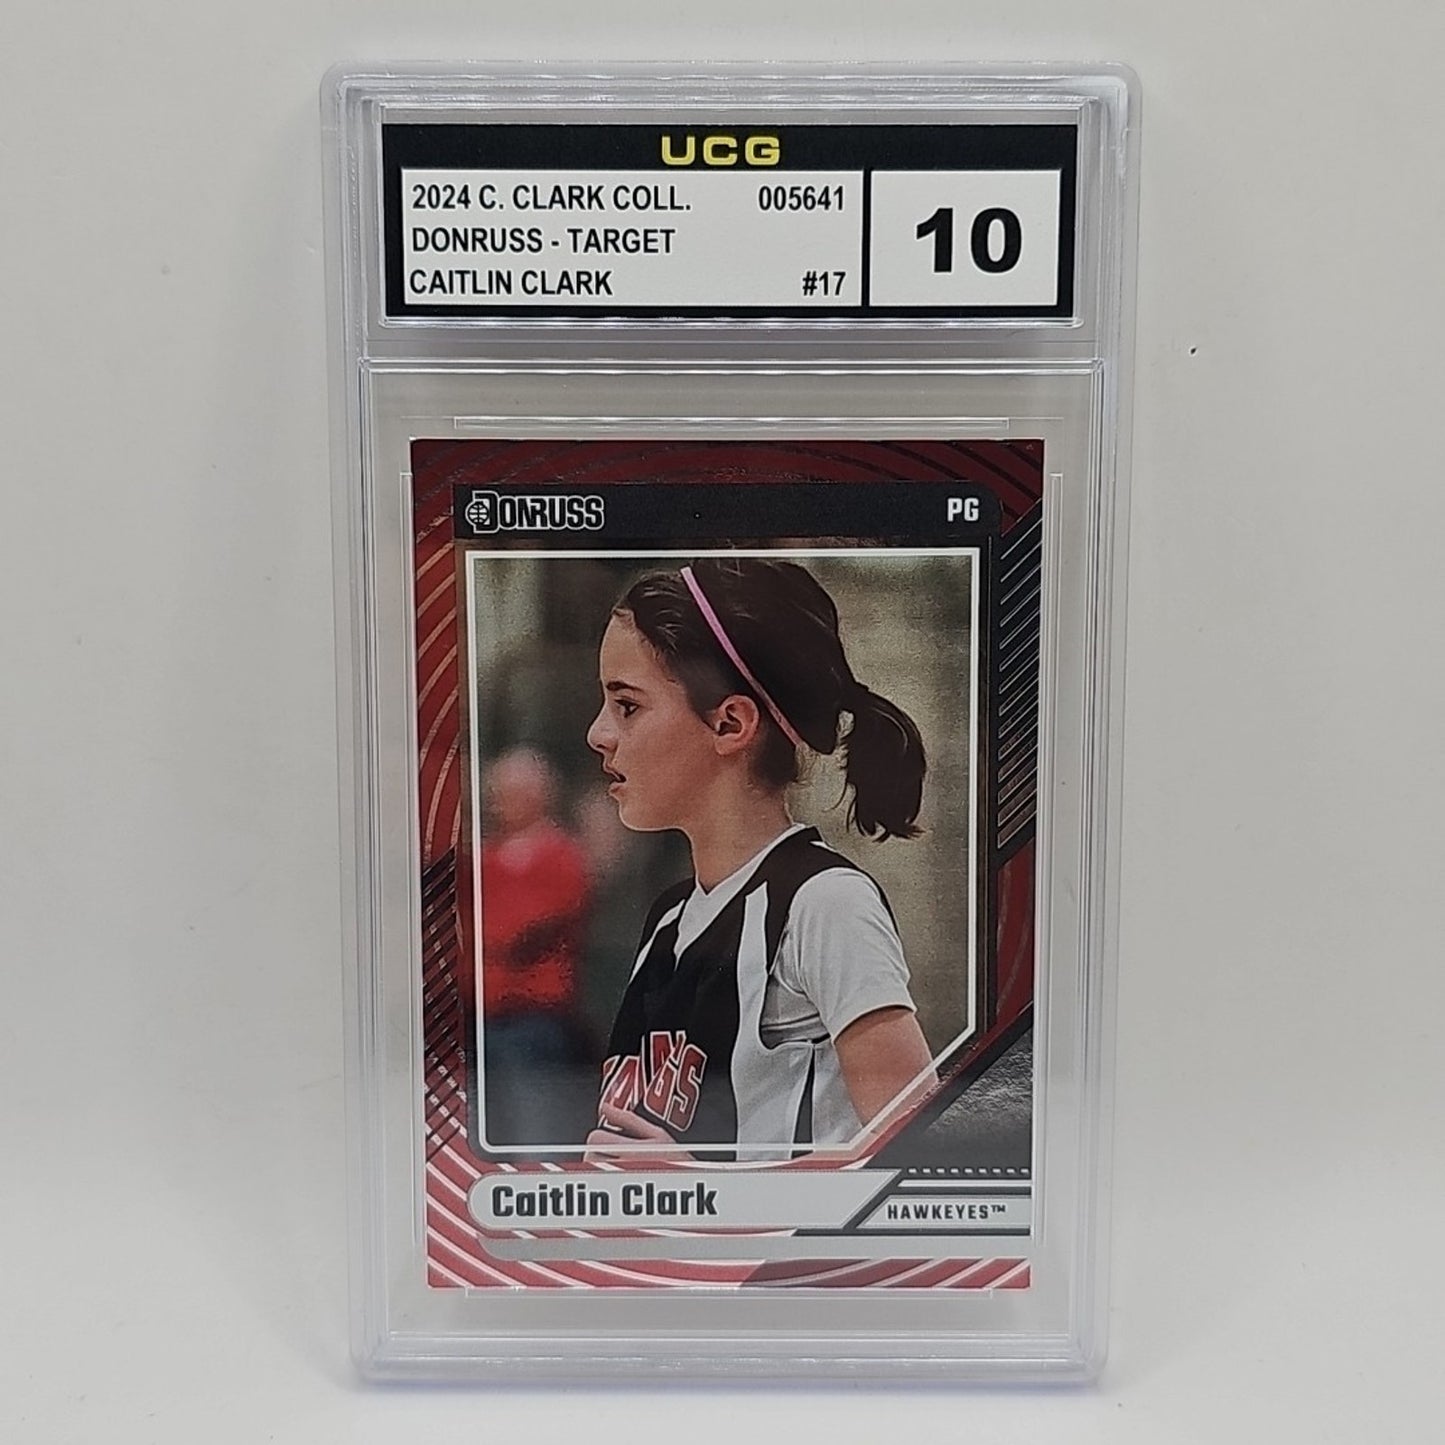 UCG
2024 C. CLARK COLL. 005641
DONRUSS - TARGET
CAITLIN CLARK #17
10
DONRUSS PG
Caitlin Clark
HAWKEYES™